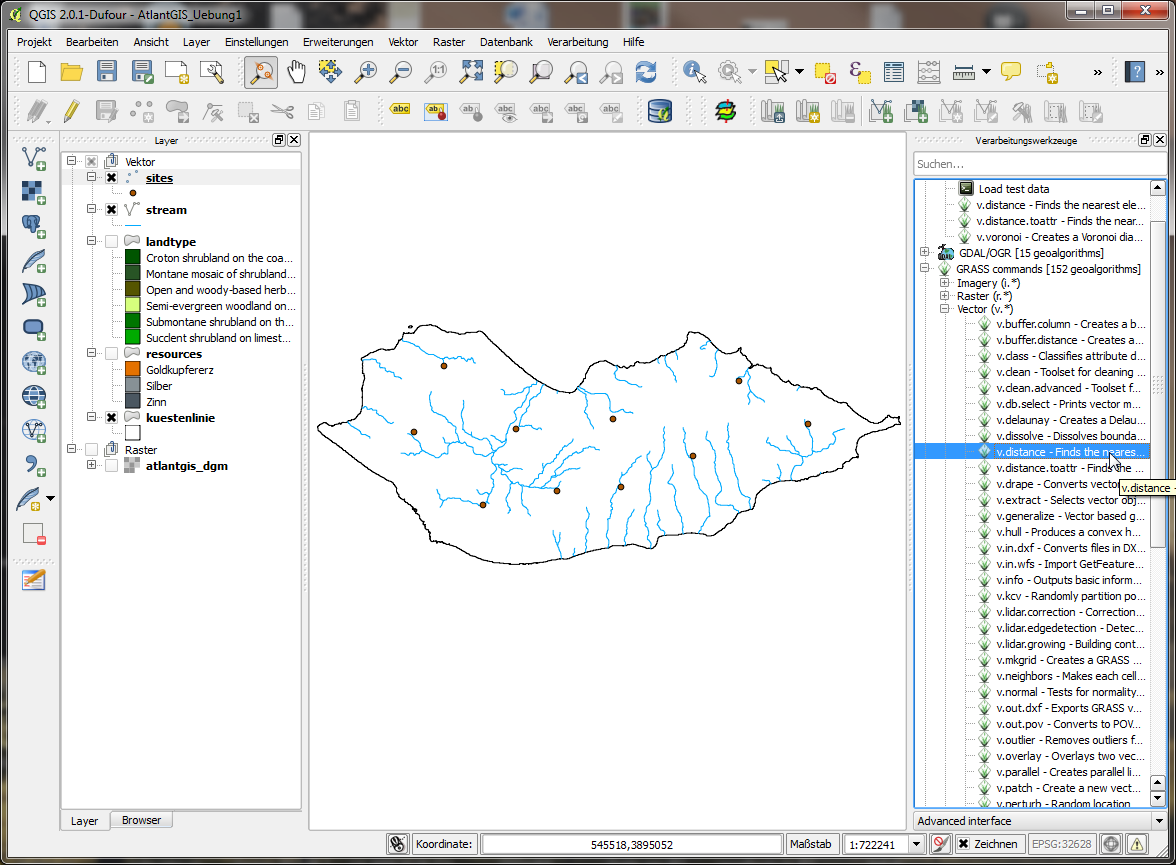 QGIS 2.0.1-Dufour - AtlantGIS_Uebung1
Projekt Bearbeiten Ansicht Layer Einstellungen Erweiterungen Vektor Raster Datenbank Verarbeitung Hilfe
abc ab abc abc abc abc abc
Layer
Vektor
sites
stream
landtype
Croton shrubland on the coa...
Montane mosaic of shrubland...
Open and woody-based herb...
Semi-evergreen woodland on...
Submontane shrubland on th...
Succlent shrubland on limest...
resources
Goldkupfererz
Silber
Zinn
kuestenlinie
Raster
atlantgis_dgm
Layer Browser
Verarbeitungswerkzeuge
Suchen...
Load test data
v.distance - Finds the nearest ele...
v.distance.toattr - Finds the near...
v.voronoi - Creates a Voronoi dia...
GDAL/OGR [15 geoalgorithms]
GRASS commands [152 geoalgorithms]
Imagery (i.*)
Raster (r.*)
Vector (v.*)
v.buffer.column - Creates a b...
v.buffer.distance - Creates a...
v.class - Classifies attribute d...
v.clean - Toolset for cleaning ...
v.clean.advanced - Toolset f...
v.db.select - Prints vector m...
v.delaunay - Creates a Delau...
v.dissolve - Dissolves bounda...
v.distance - Finds the neares...
v.distance.toattr - Finds the ...
v.drape - Converts vector
v.distance -
v.extract - Selects vector obj...
v.generalize - Vector based g...
v.hull - Produces a convex h...
v.in.dxf - Converts files in DX...
v.in.wfs - Import GetFeature...
v.info - Outputs basic inform...
v.kcv - Randomly partition po...
v.lidar.correction - Correction...
v.lidar.edgedetection - Detec...
v.lidar.growing - Building cont...
v.mkgrid - Creates a GRASS ...
v.neighbors - Makes each cell...
v.normal - Tests for normality...
v.out.dxf - Exports GRASS v...
v.out.pov - Converts to POV...
v.outlier - Removes outliers f...
v.overlay - Overlays two vec...
v.parallel - Creates parallel li...
v.patch - Create a new vect...
v.perturb - Random location
Advanced interface
Koordinate: 545518,3895052 Maßstab 1:722241 Zeichnen EPSG:32628